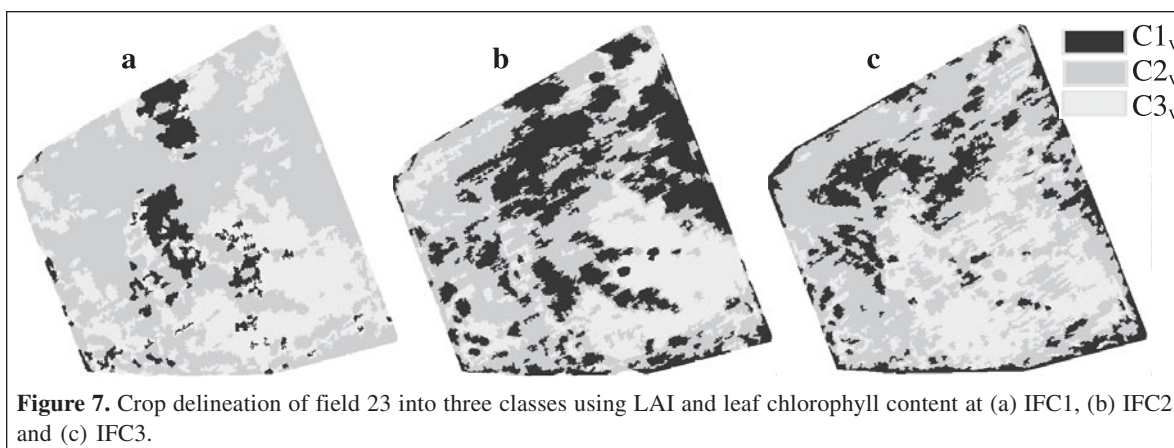 a
b
c
C1v
C2v
C3v
Figure 7. Crop delineation of field 23 into three classes using LAI and leaf chlorophyll content at (a) IFC1, (b) IFC2
and (c) IFC3.